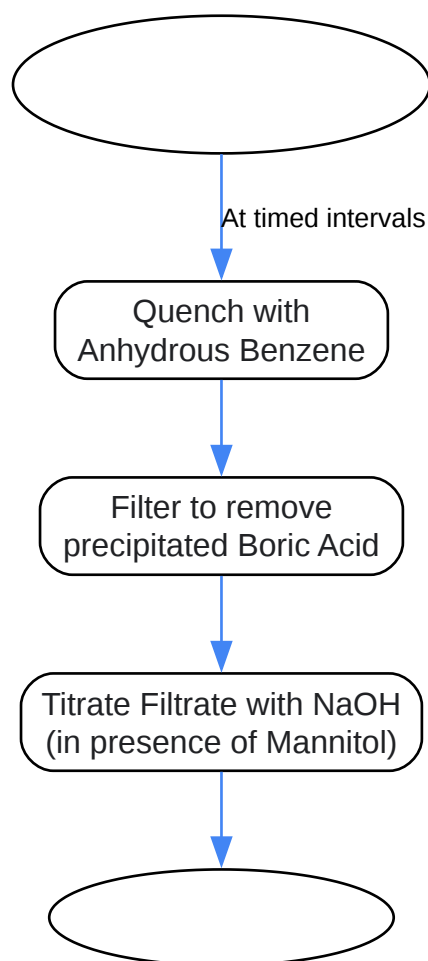 At timed intervals
Quench with
Anhydrous Benzene
Filter to remove
precipitated Boric Acid
Titrate Filtrate with NaOH
(in presence of Mannitol)